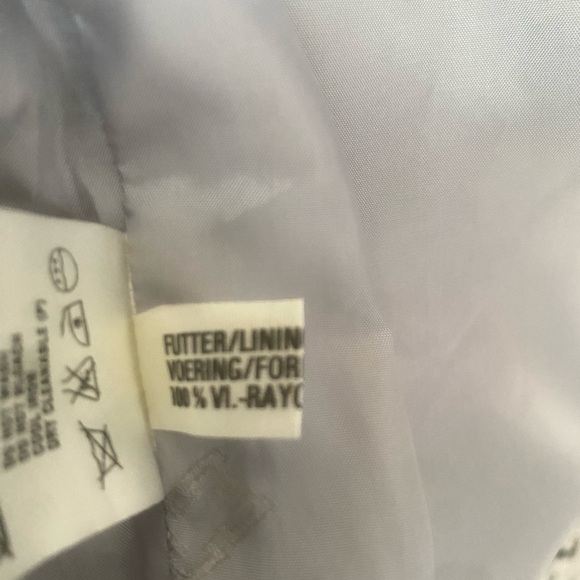 FUTTER/LININ
VOERING/FOR
100% VI.-RAYO
DO NOT WASH
DO NOT BLEACH
COOL IRON
DRY CLEANABLE (P)